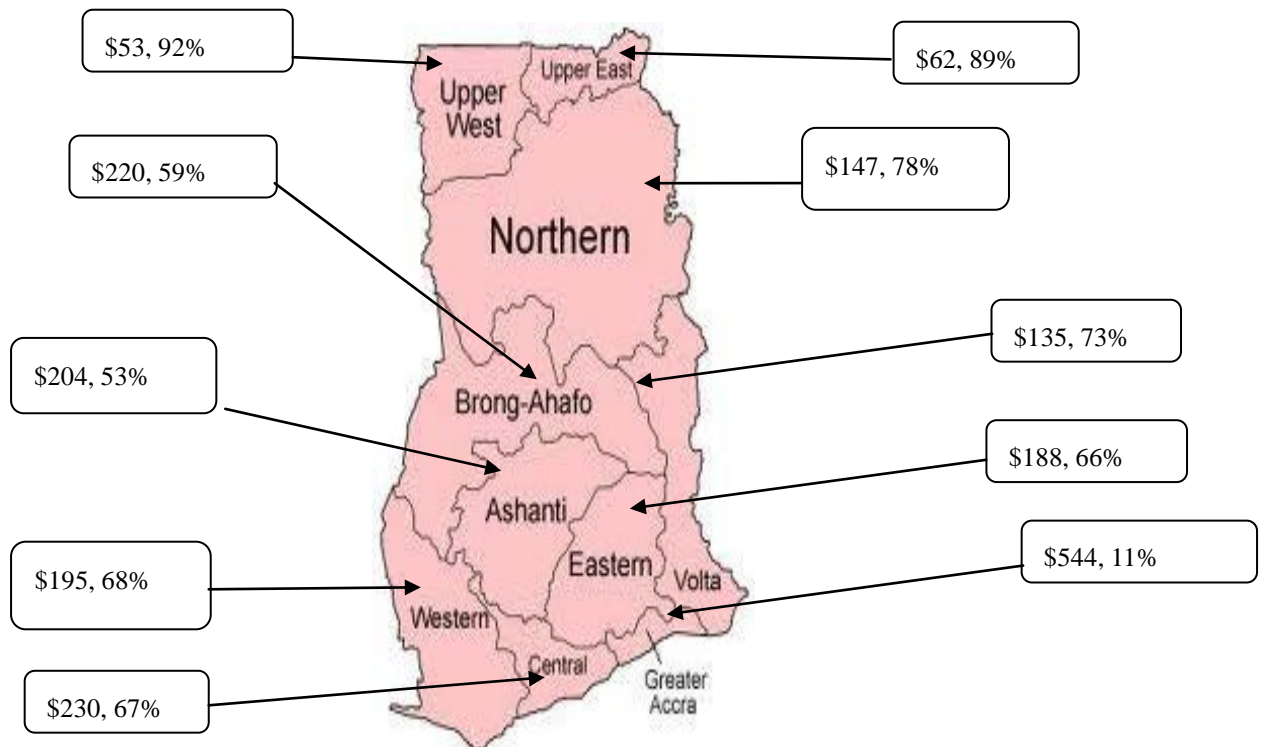 $53, 92%
$62, 89%
Upper East
Upper
West
$220, 59%
$147, 78%
Northern
$135, 73%
$204, 53%
Brong-Ahafo
$188, 66%
Ashanti
$544, 11%
Eastern
Volta
$195, 68%
Western
Central
Greater
Accra
$230, 67%